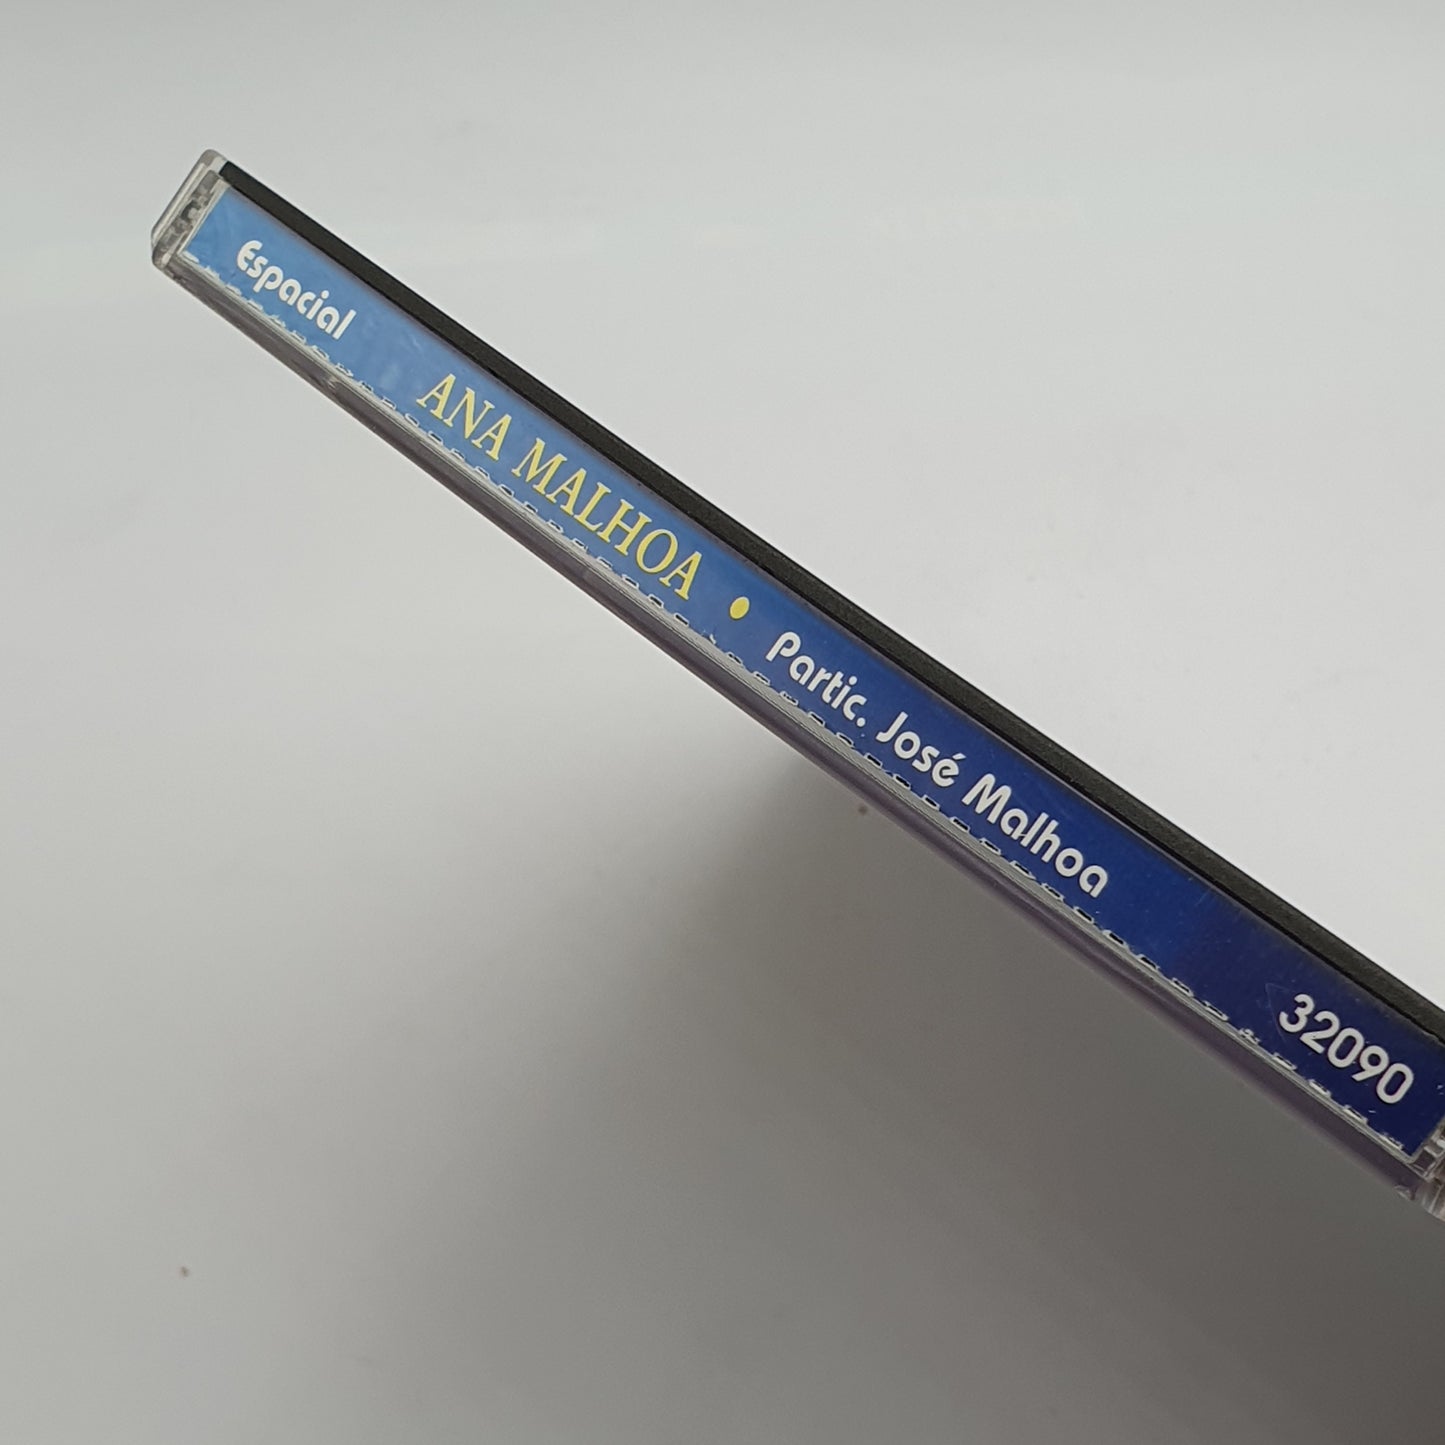 Espacial ANA MALHOA • Partic. José Malhoa 32090